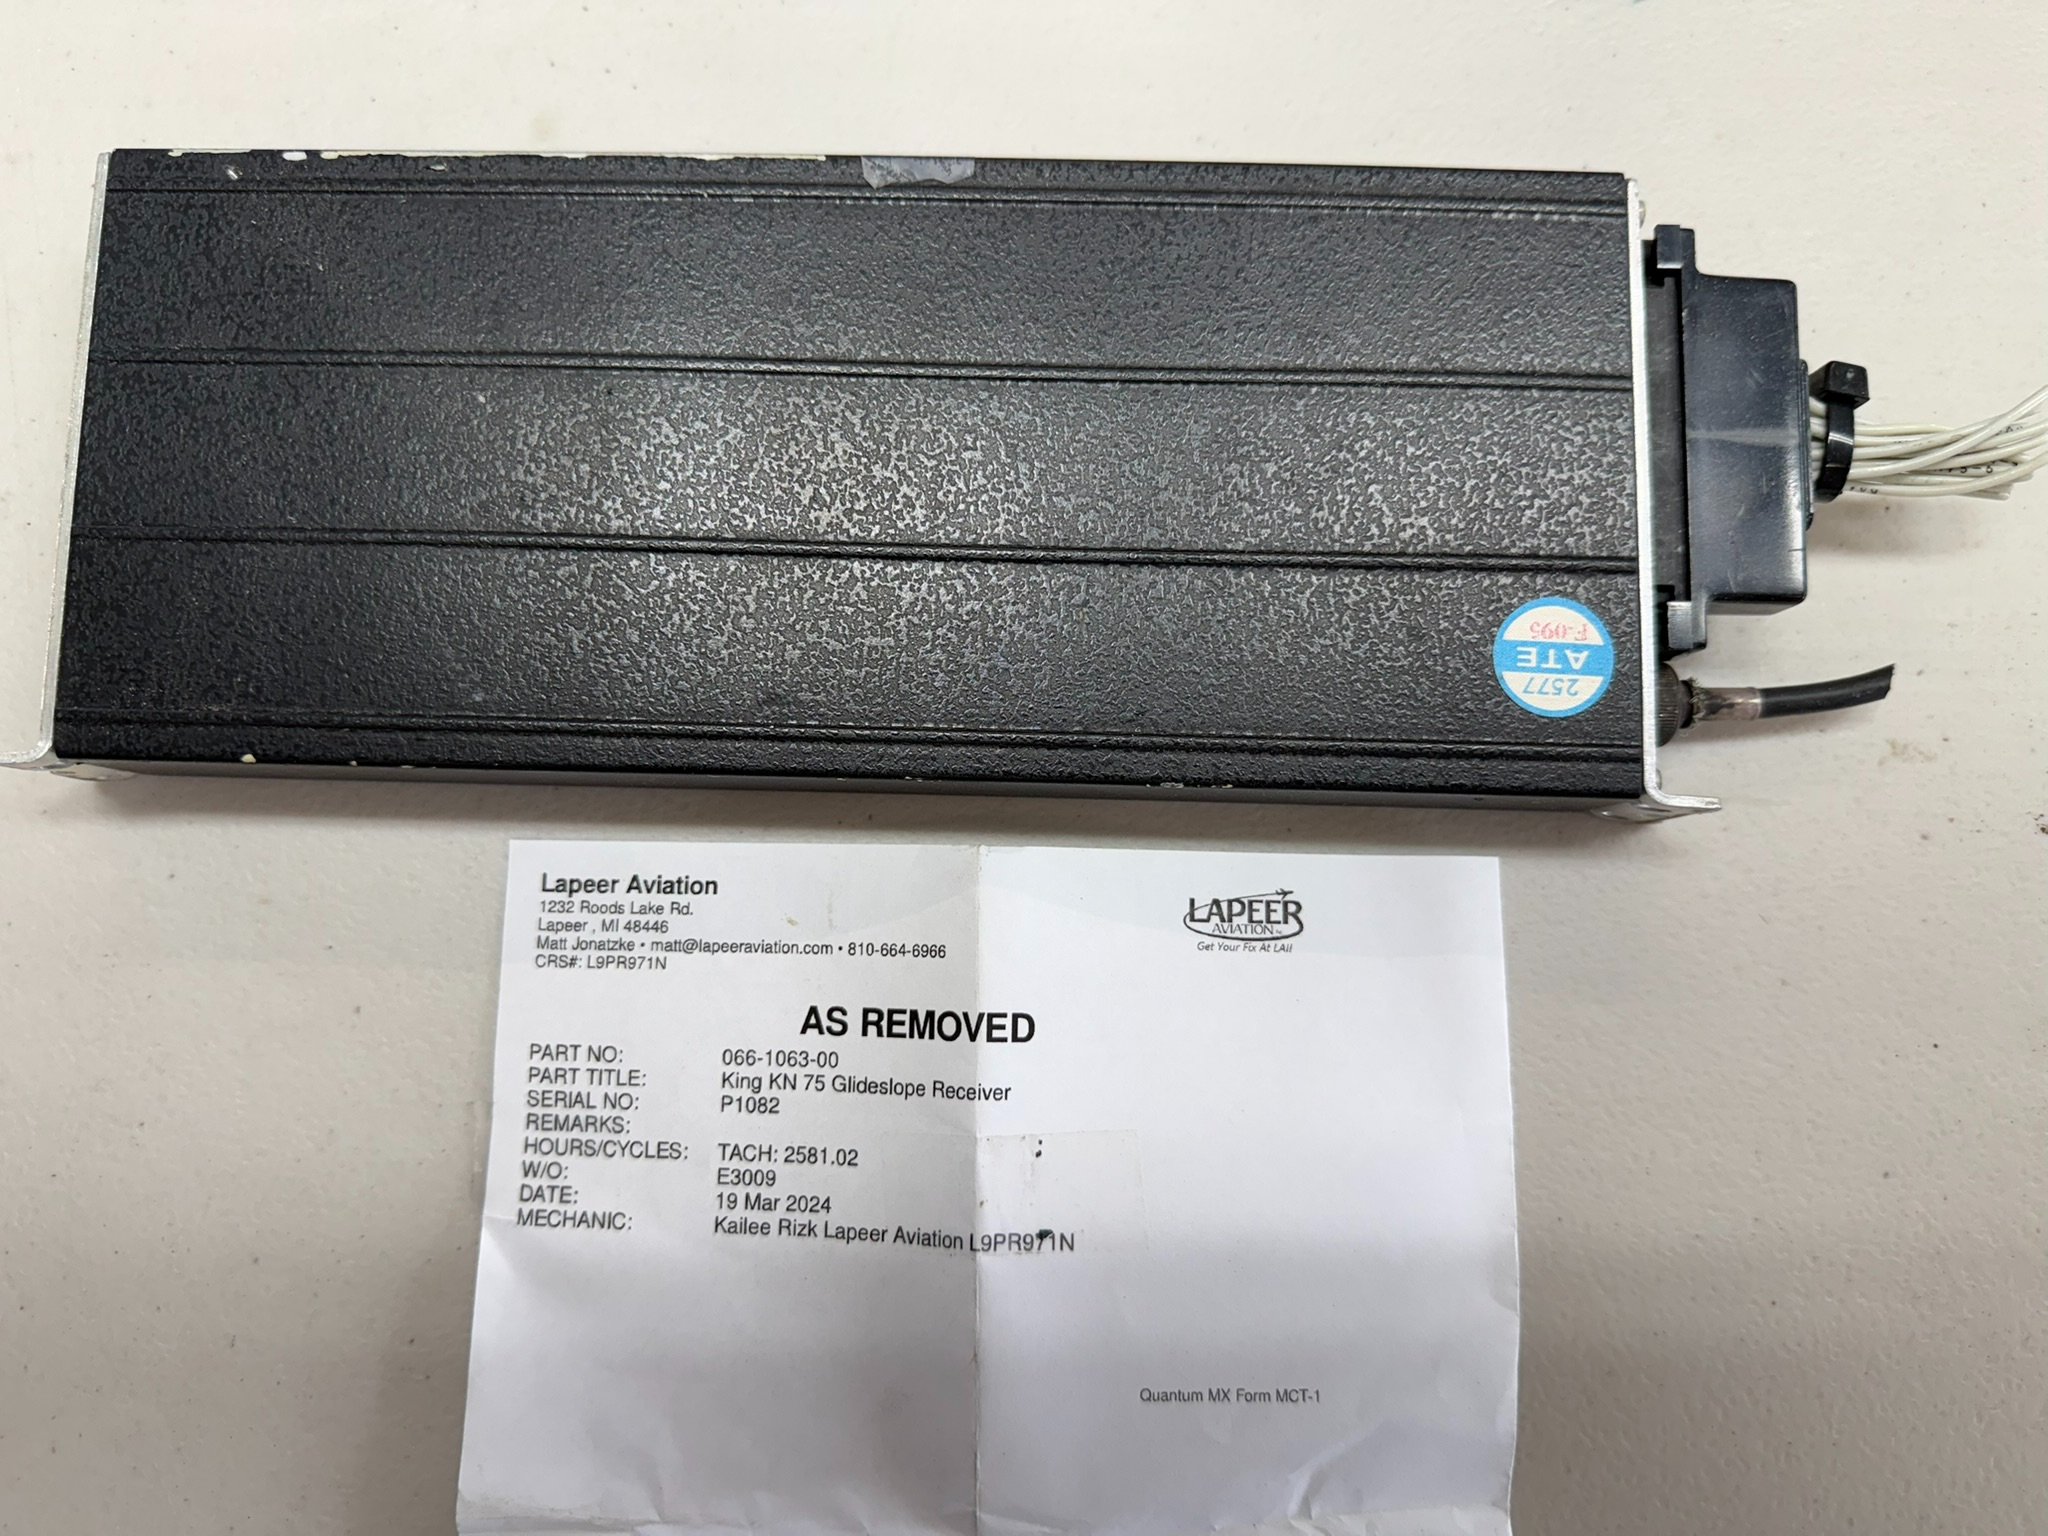 2577
ATE
F-095
Lapeer Aviation
1232 Roods Lake Rd.
Lapeer , MI 48446
Matt Jonatzke • matt@lapeeraviation.com • 810-664-6966
CRS#: L9PR971N
LAPEER
AVIATION
Get Your Fix At LAI!
AS REMOVED
PART NO: 066-1063-00
PART TITLE: King KN 75 Glideslope Receiver
SERIAL NO: P1082
REMARKS:
HOURS/CYCLES: TACH: 2581.02
W/O: E3009
DATE: 19 Mar 2024
MECHANIC: Kailee Rizk Lapeer Aviation L9PR971N
Quantum MX Form MCT-1